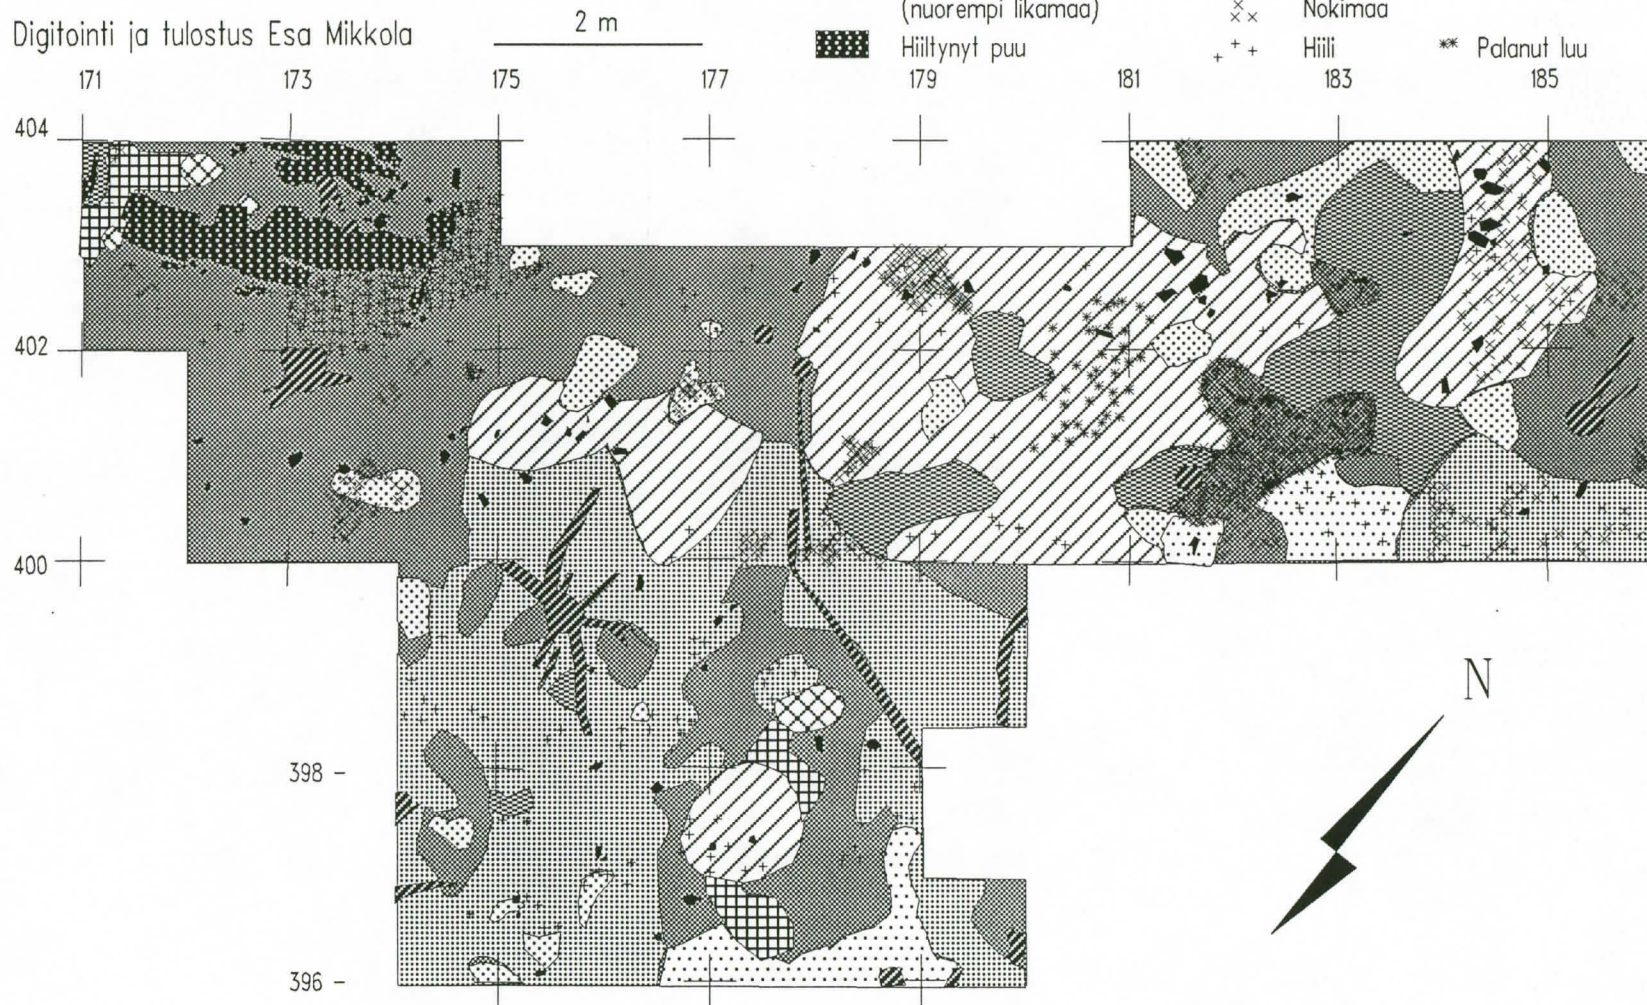 (nuorempi likamaa)
Nokimaa
Digitointi ja tulostus Esa Mikkola
2 m
Hiiltynyt puu
Hiili
Palanut luu
171 173 175 177 179 181 183 185
404
402
400
N
398
396